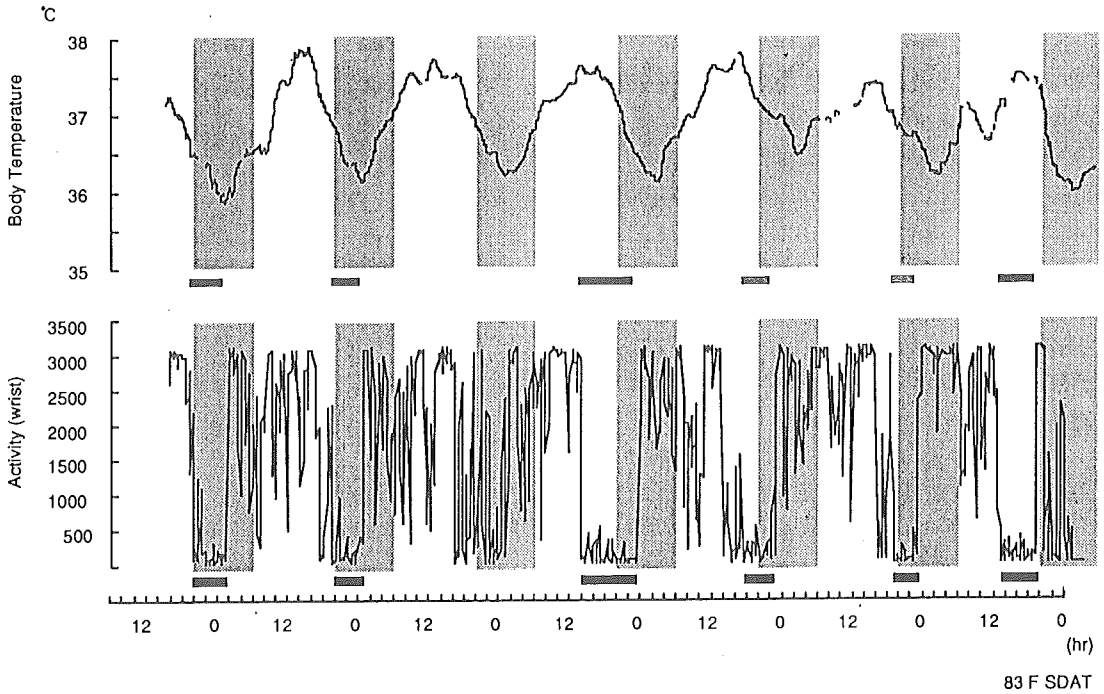 °C
38
37
36
35
Body Temperature
3500
3000
2500
2000
1500
1000
500
Activity (wrist)
12 0 12 0 12 0 12 0 12 0 12 0 12 0
(hr)
83 F SDAT